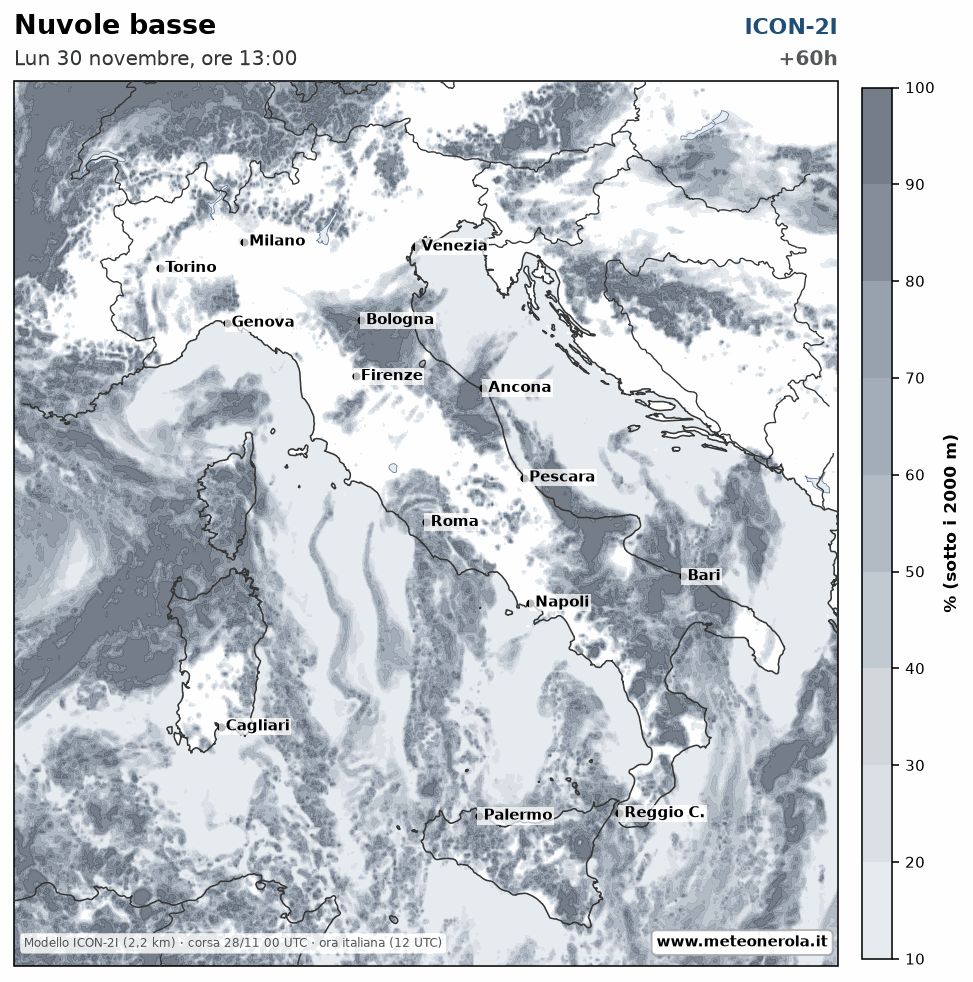 Nuvole basse
ICON-2I
Lun 30 novembre, ore 13:00
+60h
100
90
80
70
60
50
40
30
20
10
% (sotto i 2000 m)
Milano
Venezia
Torino
Genova
Bologna
Firenze
Ancona
Pescara
Roma
Bari
Napoli
Cagliari
Palermo
Reggio C.
Modello ICON-2I (2,2 km) · corsa 28/11 00 UTC · ora italiana (12 UTC)
www.meteonerola.it